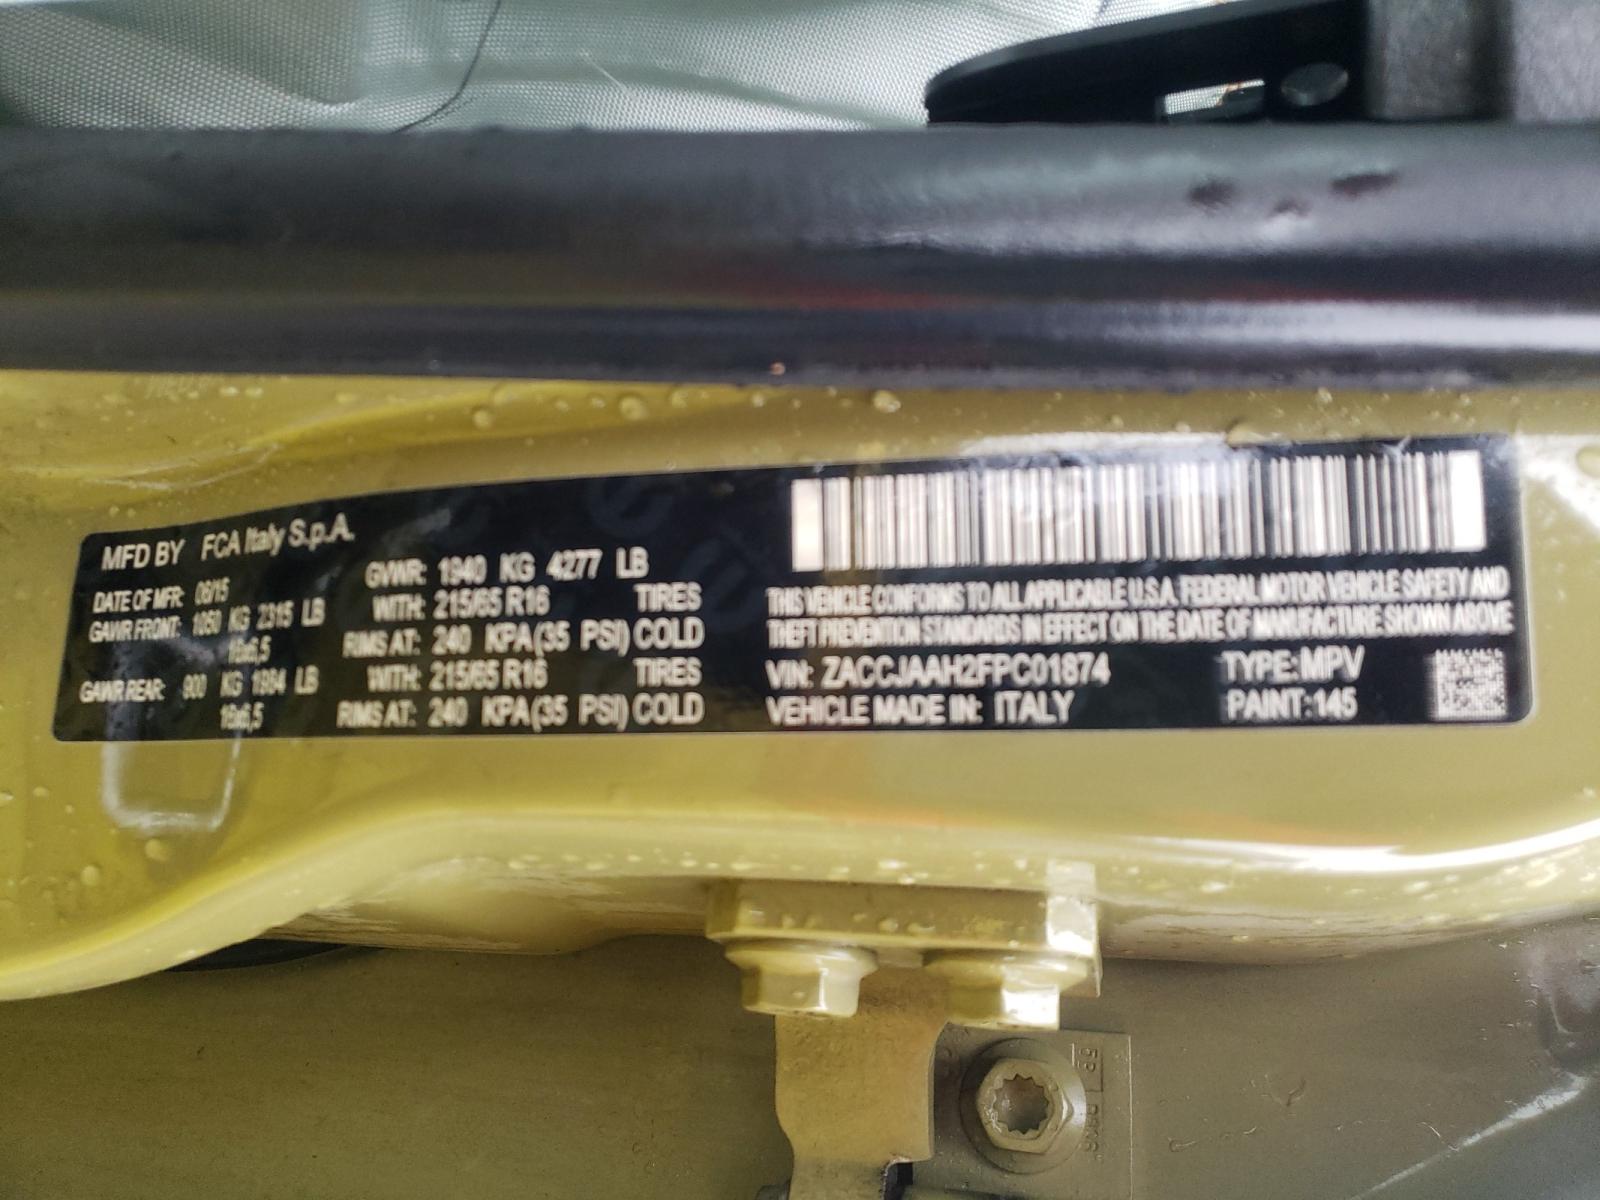 MFD BY FCA Italy S.p.A.
DATE OF MFR: 06/15 GVWR: 1940 KG 4277 LB
GAWR FRONT: 1050 KG 2315 LB WITH: 215/65 R16 TIRES
16x6,5 RIMS AT: 240 KPA(35 PSI) COLD
GAWR REAR: 900 KG 1984 LB WITH: 215/65 R16 TIRES
16x6,5 RIMS AT: 240 KPA(35 PSI) COLD
THIS VEHICLE CONFORMS TO ALL APPLICABLE U.S.A. FEDERAL MOTOR VEHICLE SAFETY AND
THEFT PREVENTION STANDARDS IN EFFECT ON THE DATE OF MANUFACTURE SHOWN ABOVE
VIN: ZACCJAAH2FPC01874 TYPE: MPV
VEHICLE MADE IN: ITALY PAINT: 145